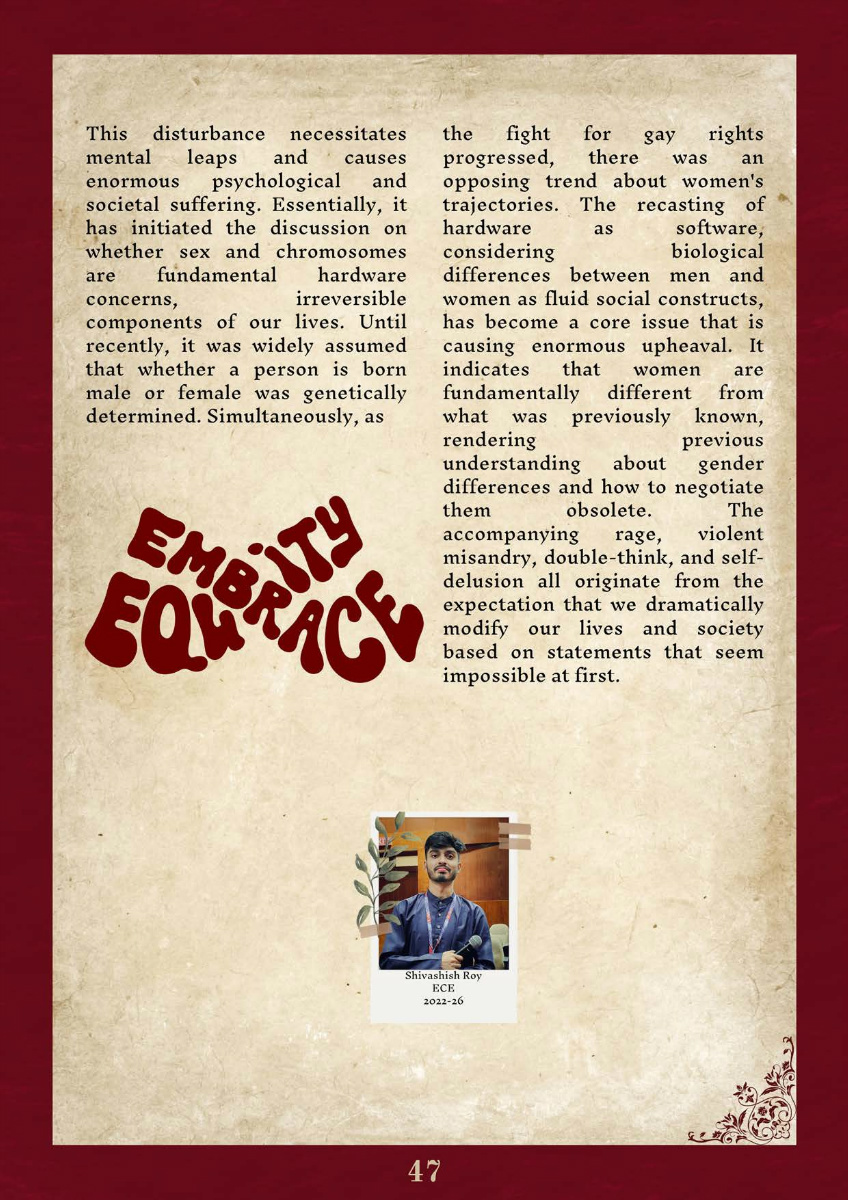 This disturbance necessitates
mental leaps and causes
enormous psychological and
societal suffering. Essentially, it
has initiated the discussion on
whether sex and chromosomes
are fundamental hardware
concerns, irreversible
components of our lives. Until
recently, it was widely assumed
that whether a person is born
male or female was genetically
determined. Simultaneously, as
EMBRACE
EQUITY
the fight for gay rights
progressed, there was an
opposing trend about women's
trajectories. The recasting of
hardware as software,
considering biological
differences between men and
women as fluid social constructs,
has become a core issue that is
causing enormous upheaval. It
indicates that women are
fundamentally different from
what was previously known,
rendering previous
understanding about gender
differences and how to negotiate
them obsolete. The
accompanying rage, violent
misandry, double-think, and self-
delusion all originate from the
expectation that we dramatically
modify our lives and society
based on statements that seem
impossible at first.
Shivashish Roy
ECE
2022-26
47